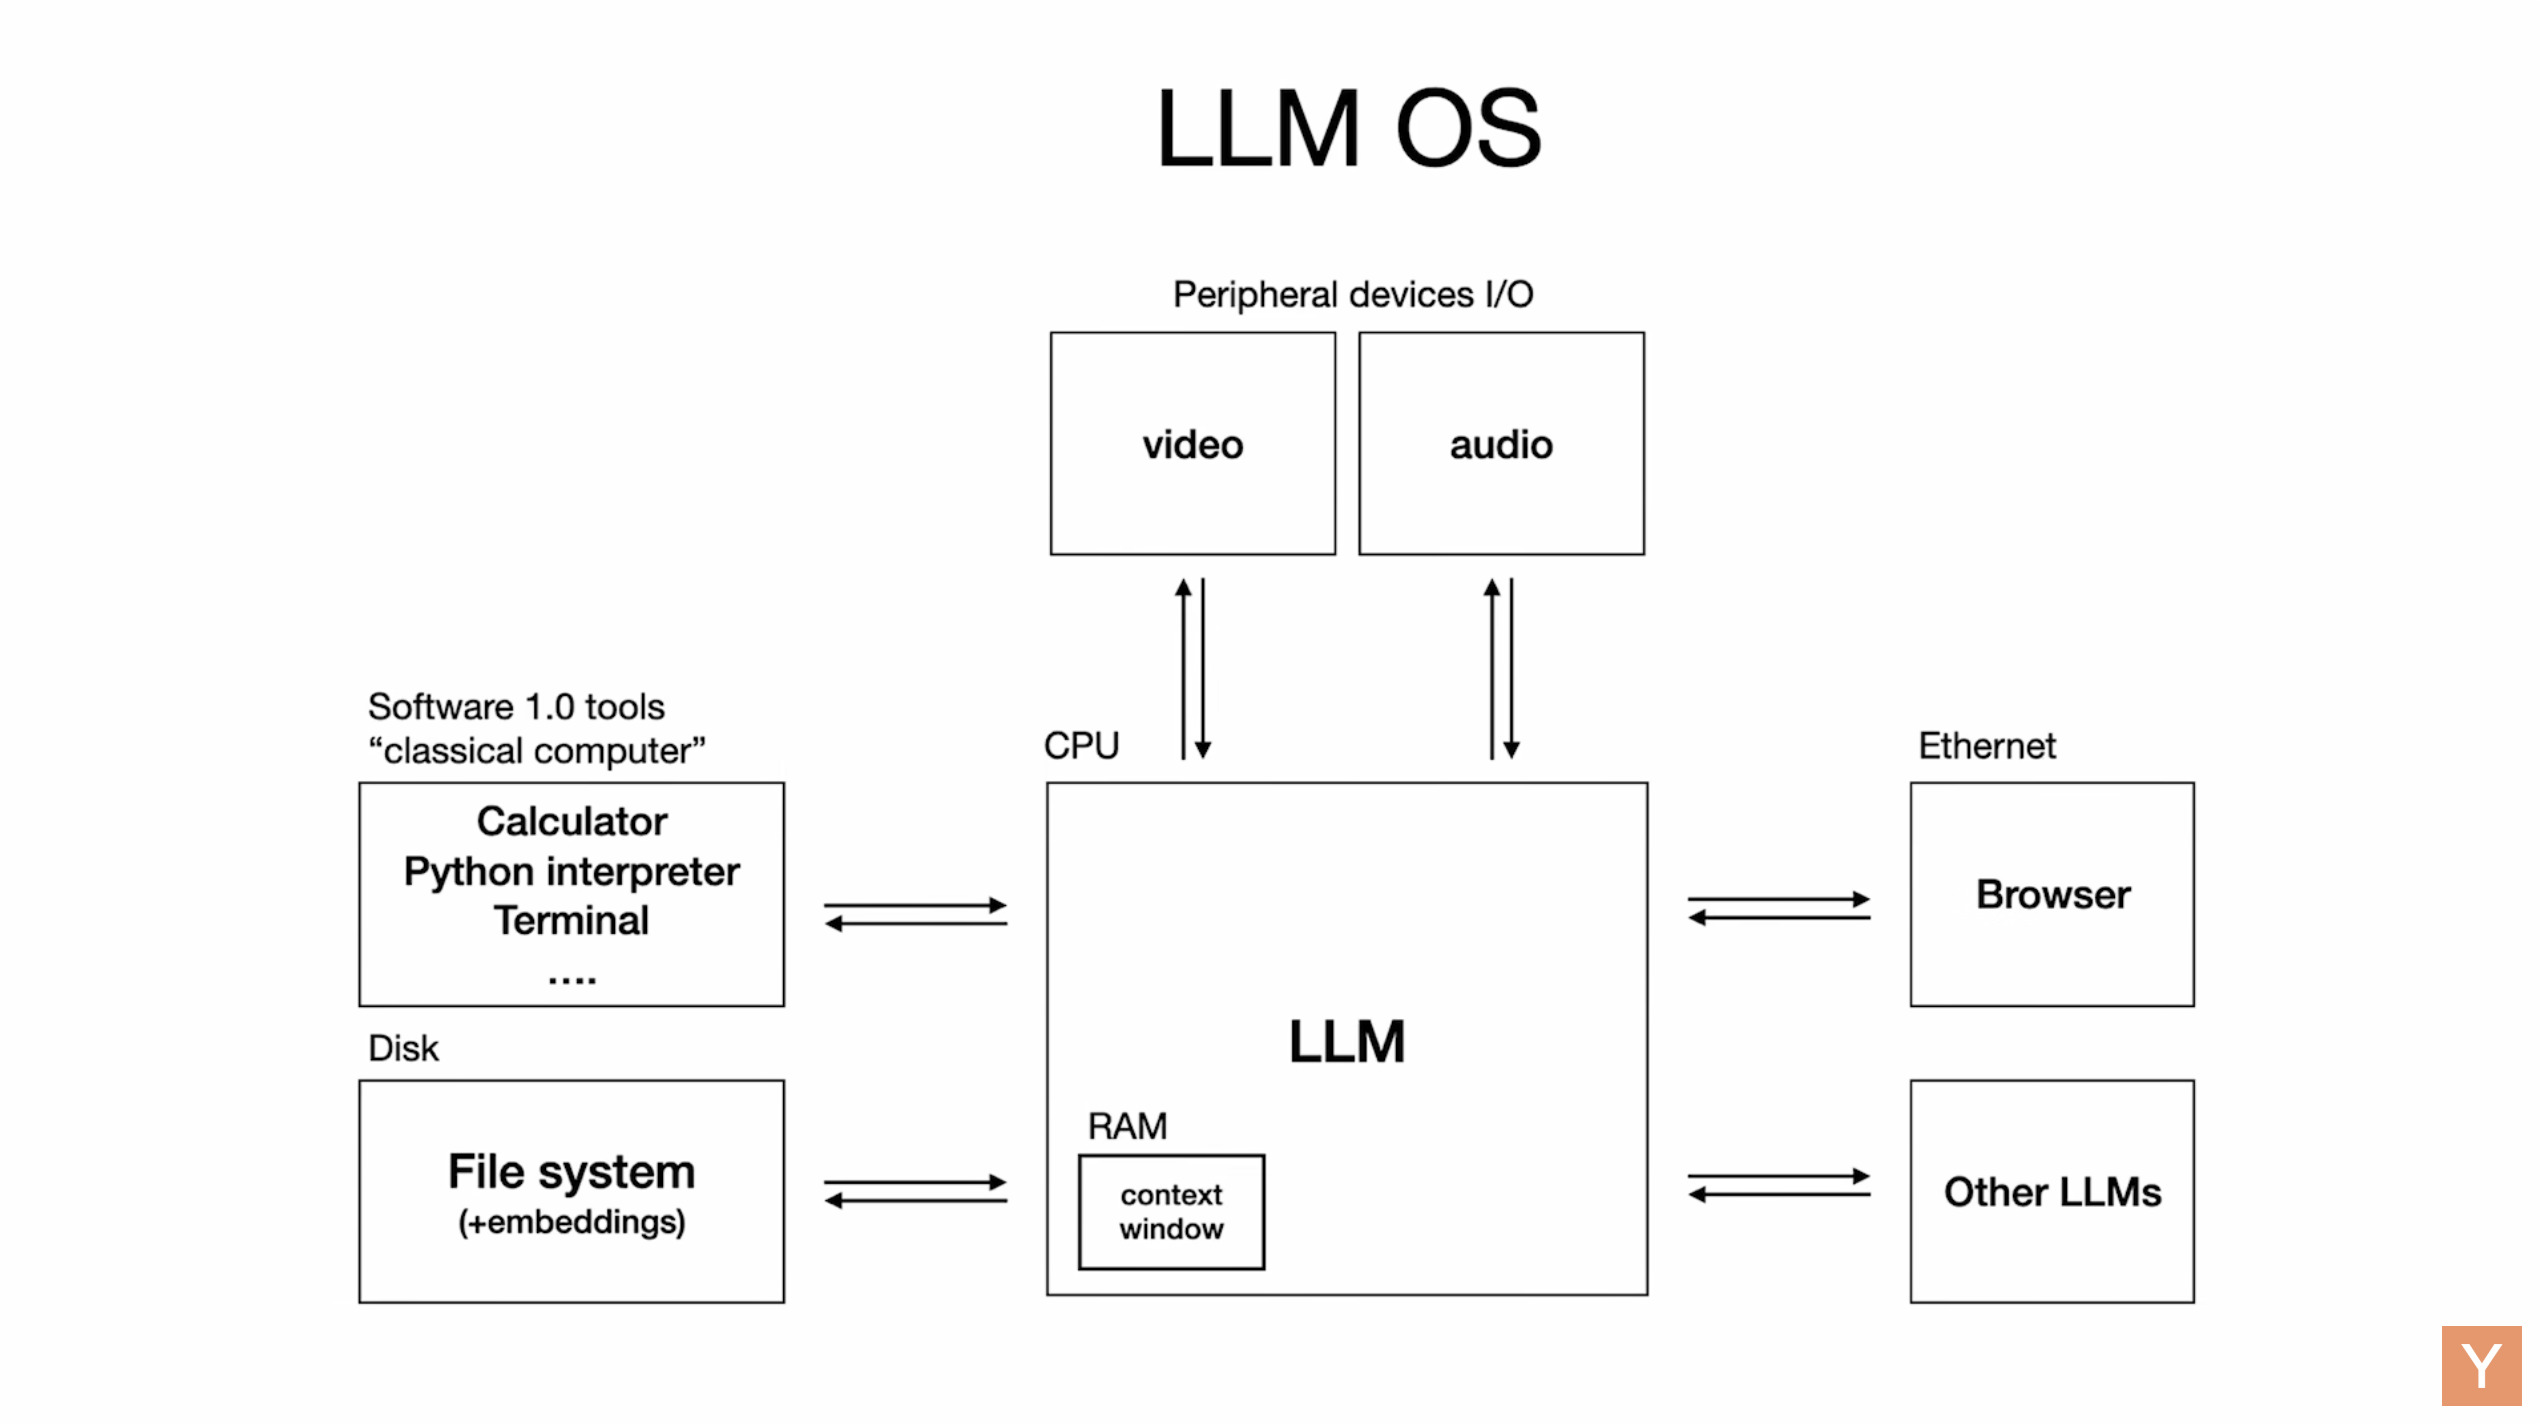 LLM OS
Peripheral devices I/O
video
audio
Software 1.0 tools
“classical computer”
Calculator
Python interpreter
Terminal
....
Disk
File system
(+embeddings)
CPU
LLM
RAM
context
window
Ethernet
Browser
Other LLMs
Y